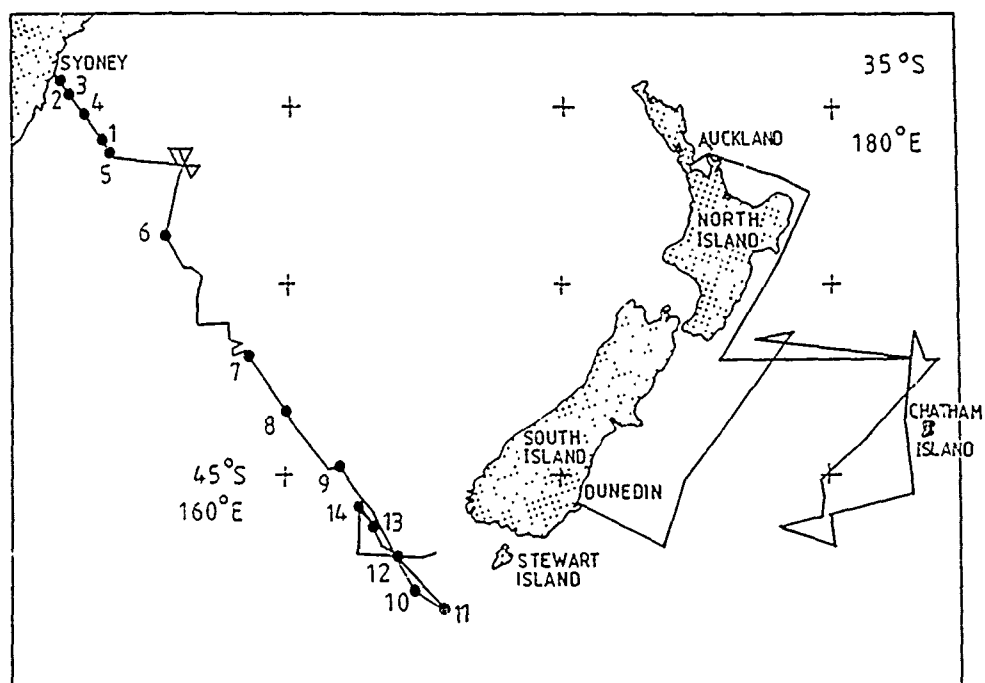 SYDNEY
35°S
3
2
4
180°E
1
AUCKLAND
5
6
NORTH
ISLAND
7
8
CHATHAM
ISLAND
SOUTH
ISLAND
9
45°S
DUNEDIN
160°E
14
13
12
STEWART
ISLAND
10
11